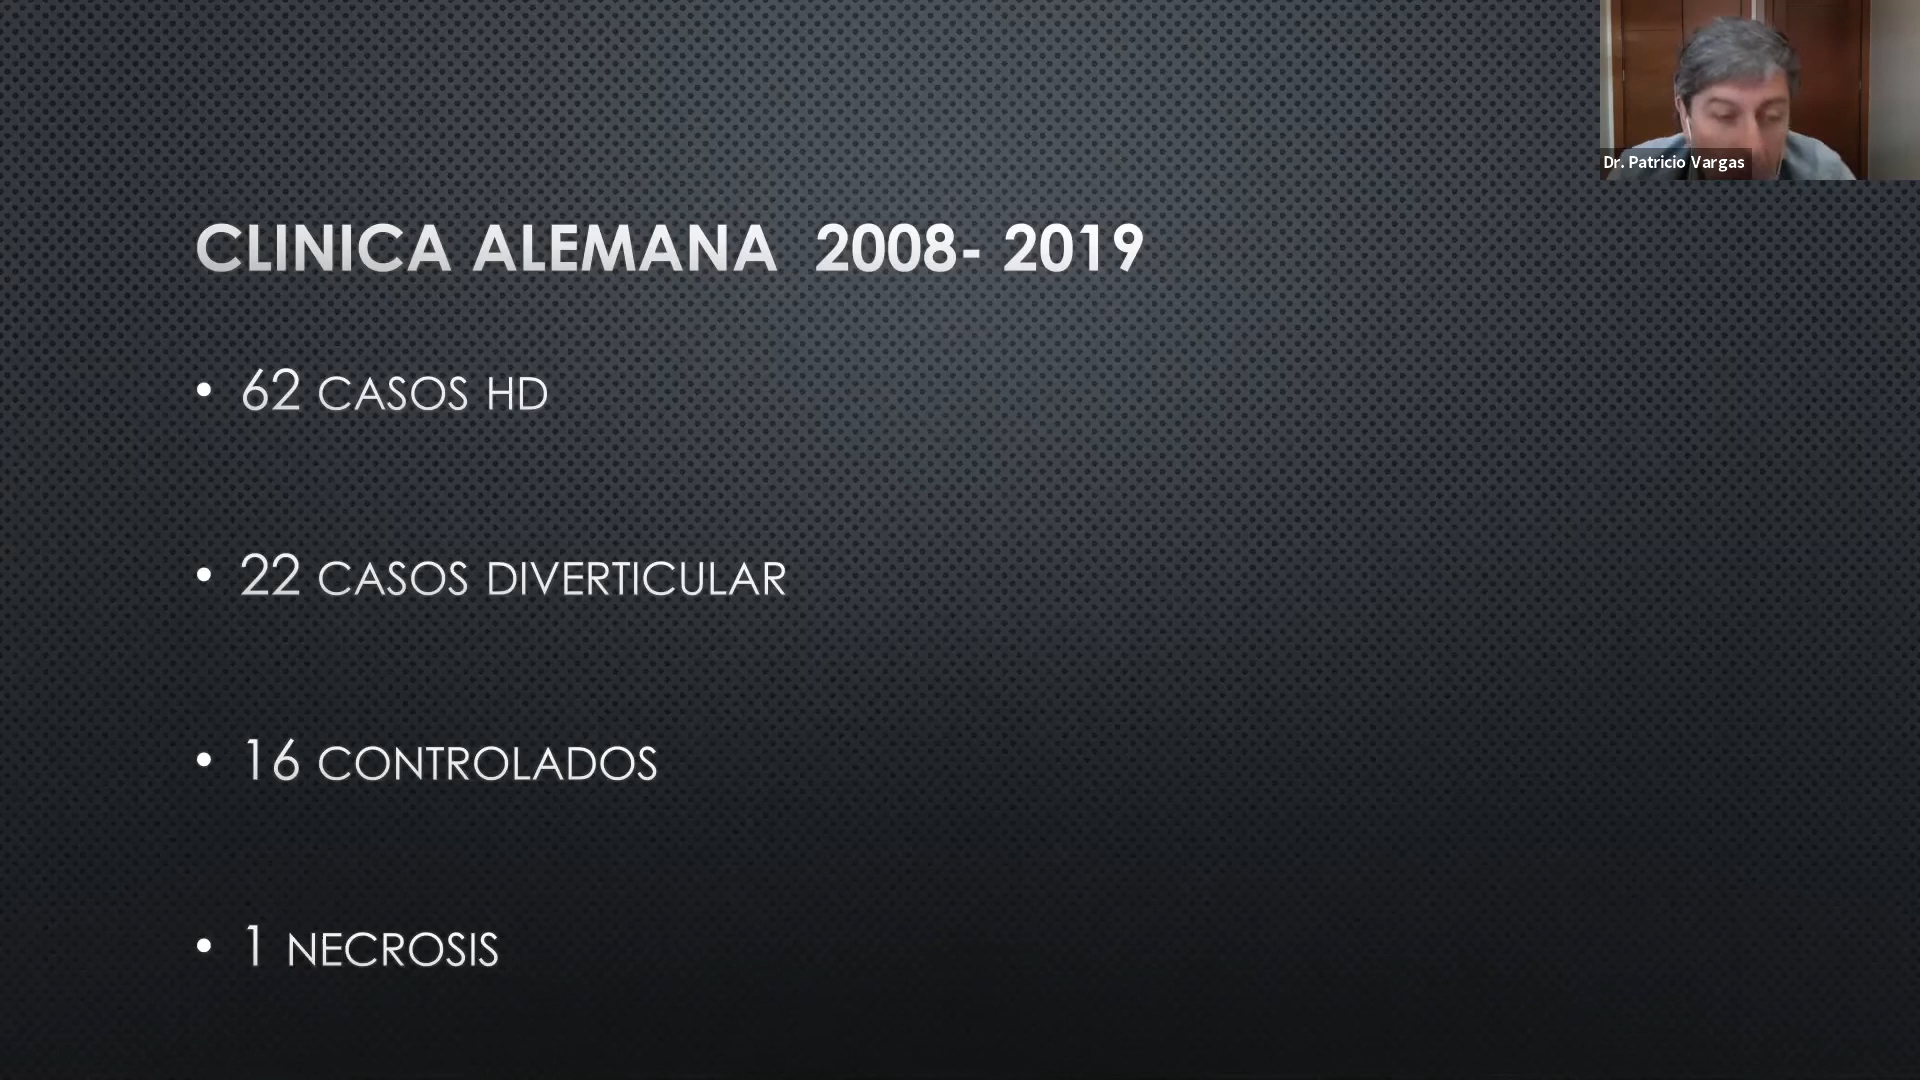 Dr. Patricio Vargas
CLINICA ALEMANA 2008- 2019
• 62 CASOS HD
• 22 CASOS DIVERTICULAR
• 16 CONTROLADOS
• 1 NECROSIS